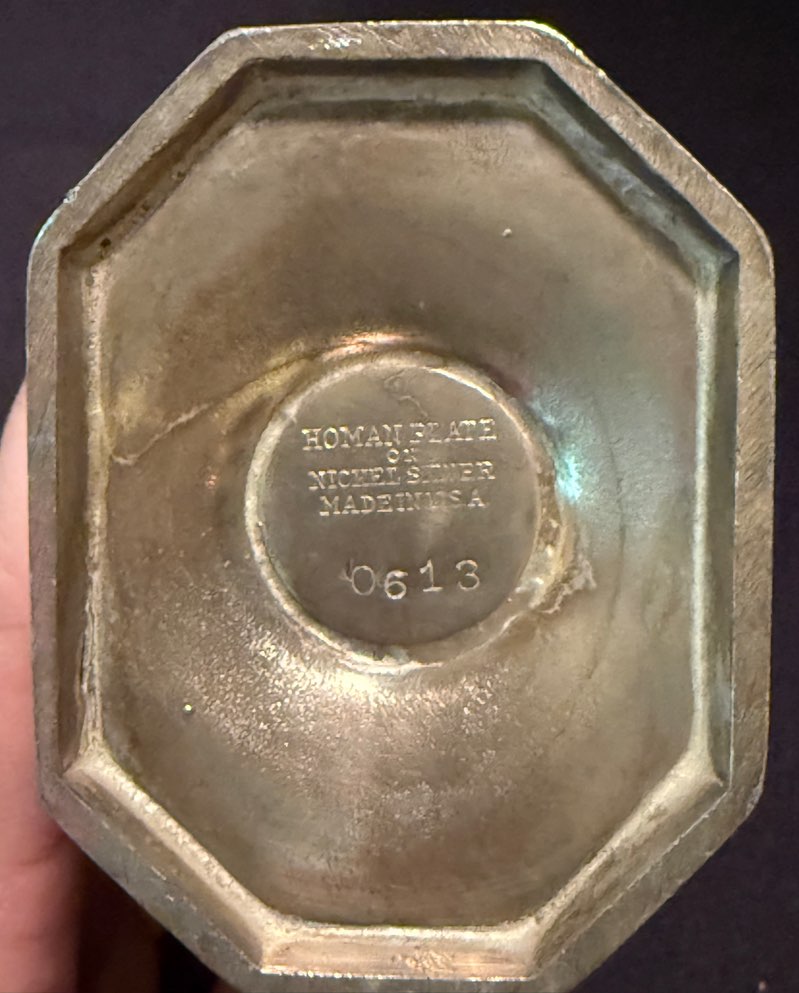 HOMAN PLATE
ON
NICKEL SILVER
MADE IN U.S.A
0613